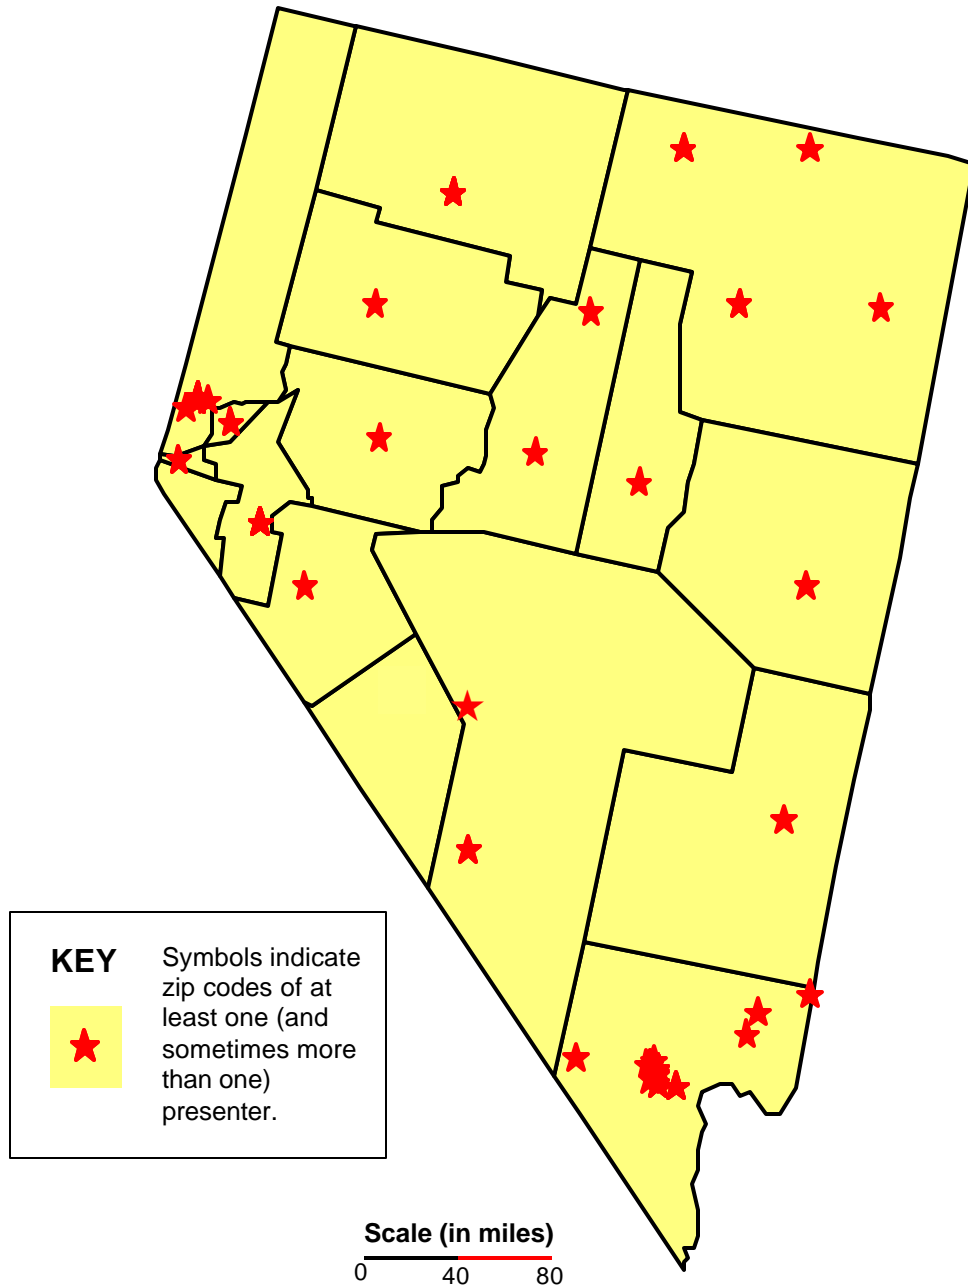 KEY
Symbols indicate
zip codes of at
least one (and
sometimes more
than one)
presenter.
Scale (in miles)
0 40 80